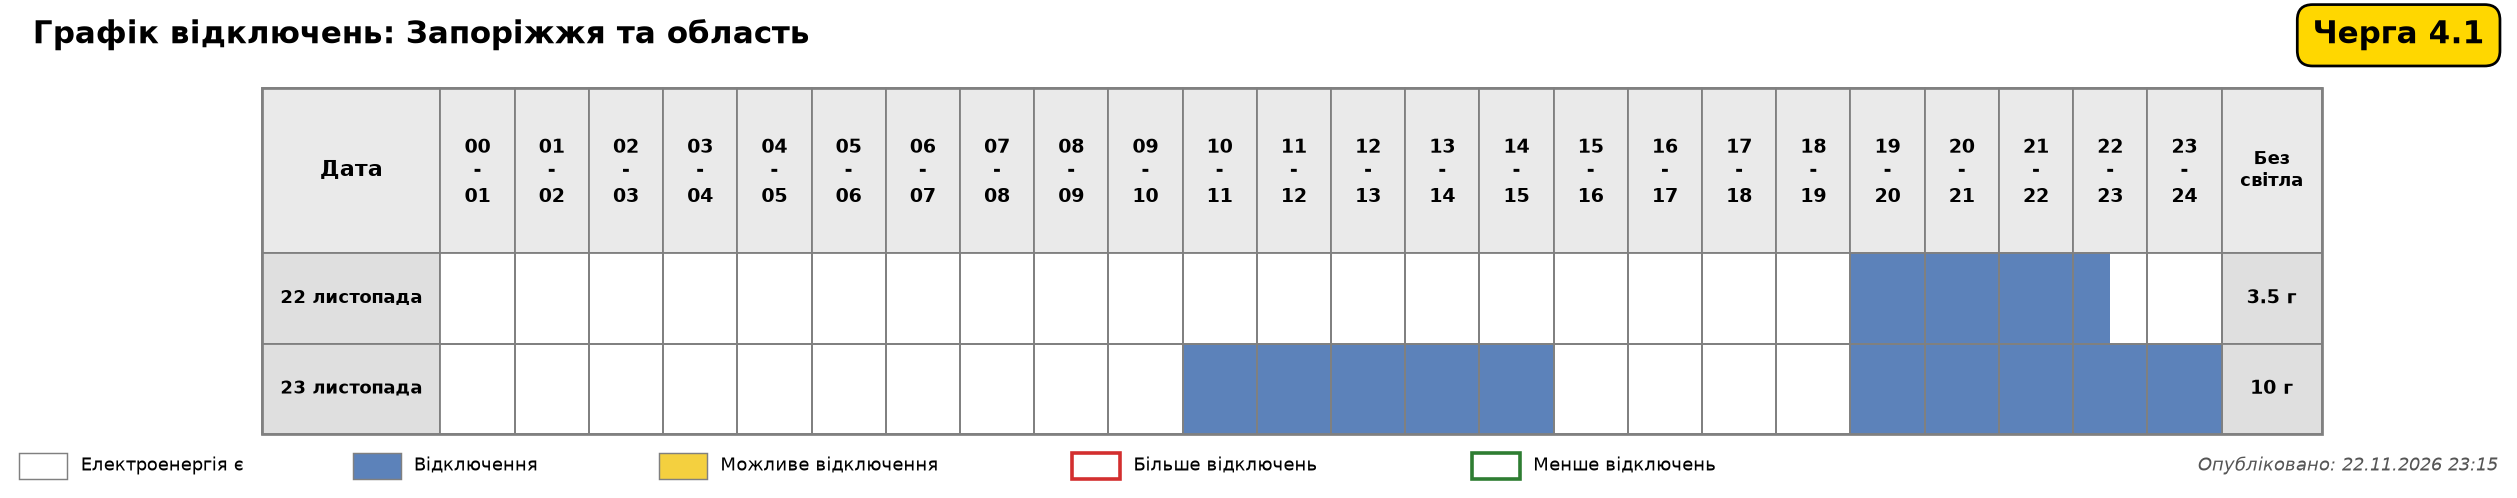 Графік відключень: Запоріжжя та область
Черга 4.1
Дата
00 - 01
01 - 02
02 - 03
03 - 04
04 - 05
05 - 06
06 - 07
07 - 08
08 - 09
09 - 10
10 - 11
11 - 12
12 - 13
13 - 14
14 - 15
15 - 16
16 - 17
17 - 18
18 - 19
19 - 20
20 - 21
21 - 22
22 - 23
23 - 24
Без
світла
22 листопада
3.5 г
23 листопада
10 г
Електроенергія є
Відключення
Можливе відключення
Більше відключень
Менше відключень
Опубліковано: 22.11.2026 23:15